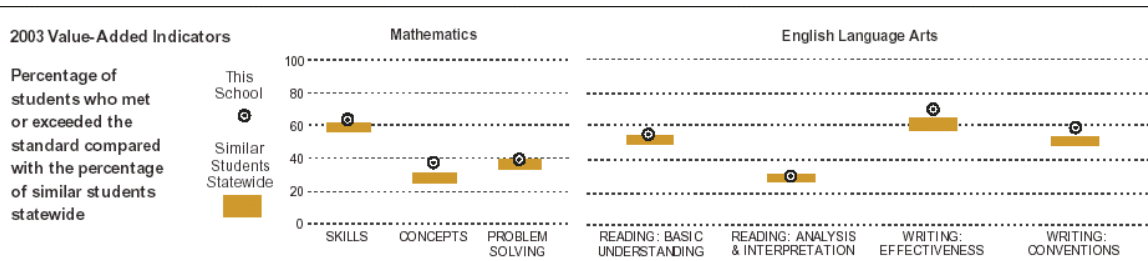 2003 Value-Added Indicators
Percentage of
students who met
or exceeded the
standard compared
with the percentage
of similar students
statewide
This
School
Similar
Students
Statewide
Mathematics
100
80
60
40
20
0
SKILLS
CONCEPTS
PROBLEM
SOLVING
English Language Arts
READING: BASIC
UNDERSTANDING
READING: ANALYSIS
& INTERPRETATION
WRITING:
EFFECTIVENESS
WRITING:
CONVENTIONS